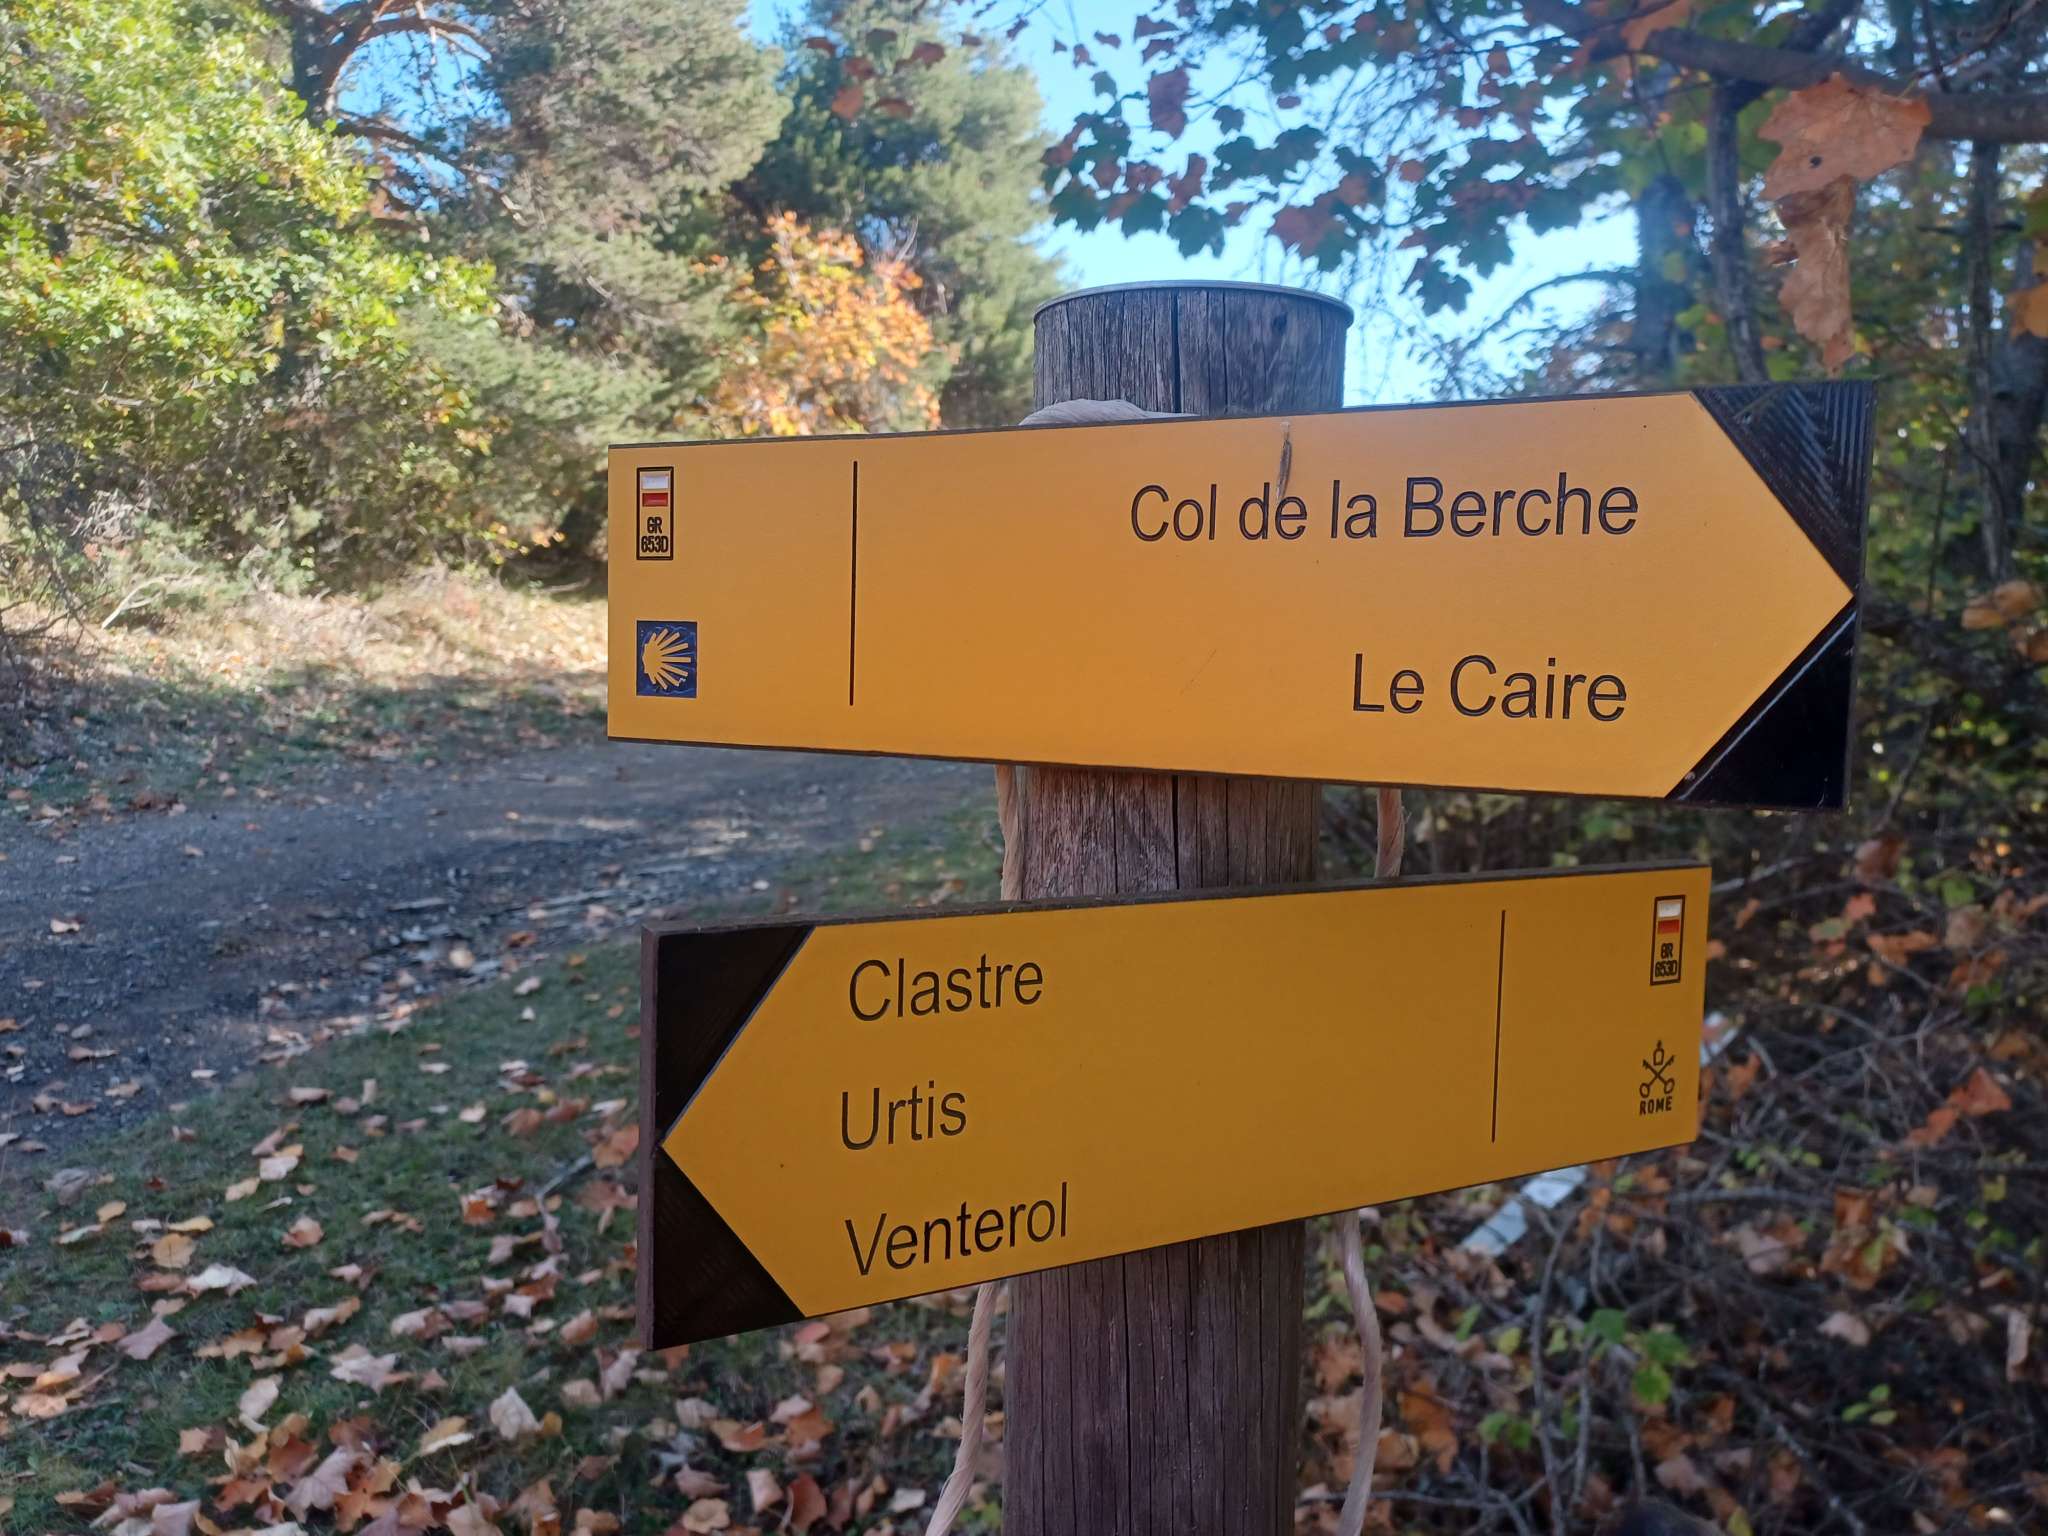 GR
653D
Col de la Berche
Le Caire
Clastre
Urtis
Venterol
GR
653D
ROME